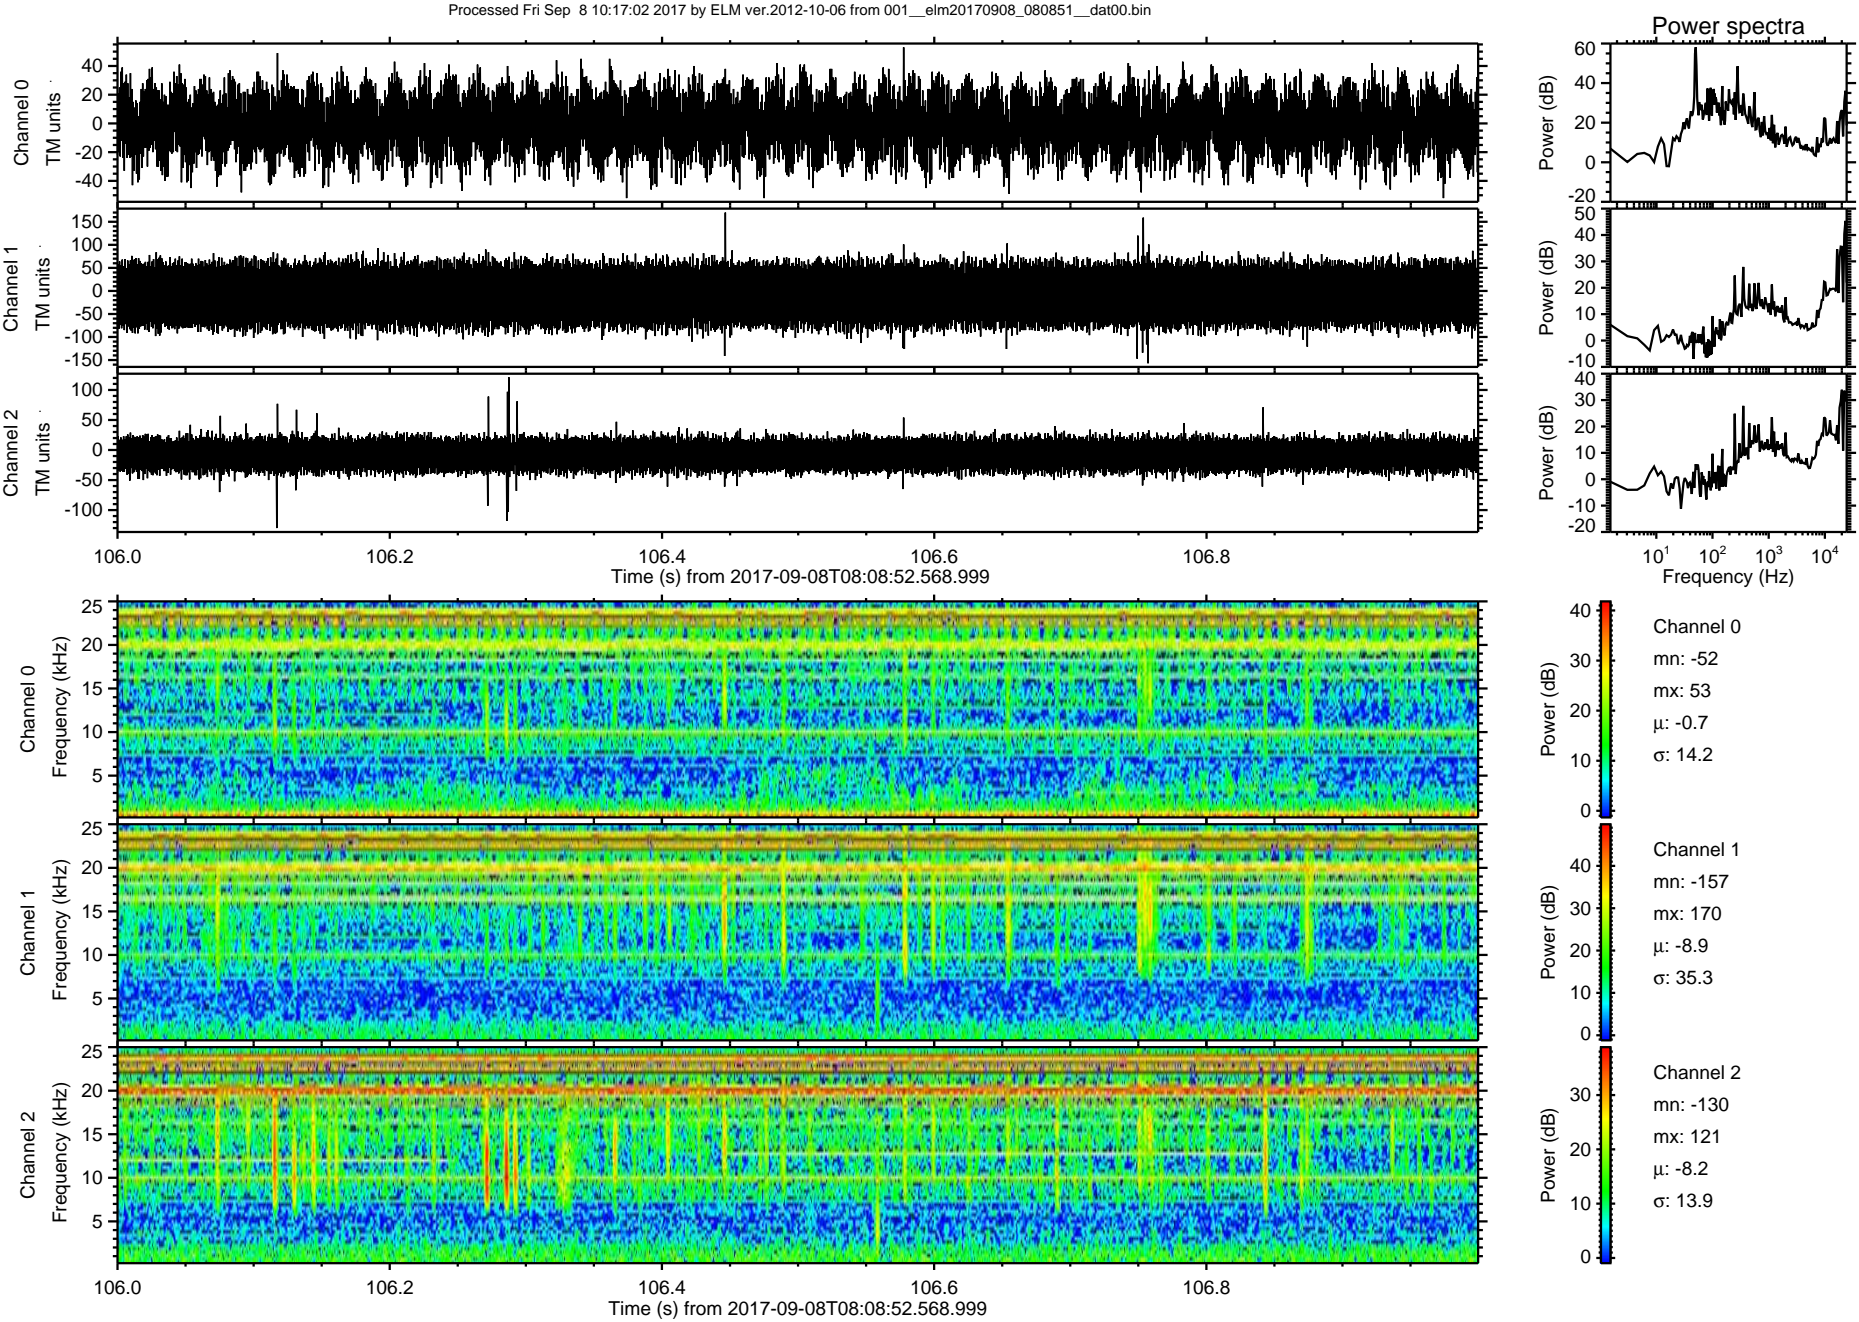 Processed Fri Sep  8 10:17:02 2017 by ELM ver.2012-10-06 from 001__elm20170908_080851__dat00.bin
Power spectra
Channel 0
TM units
40
20
0
-20
-40
Power (dB)
60
40
20
0
-20
Channel 1
TM units
150
100
50
0
-50
-100
-150
Power (dB)
50
40
30
20
10
0
-10
Channel 2
TM units
100
50
0
-50
-100
Power (dB)
40
30
20
10
0
-10
-20
106.0 106.2 106.4 106.6 106.8
Time (s) from 2017-09-08T08:08:52.568.999
10^1 10^2 10^3 10^4
Frequency (Hz)
Channel 0
Frequency (kHz)
25
20
15
10
5
Power (dB)
40
30
20
10
0
Channel 0
mn: -52
mx: 53
μ: -0.7
σ: 14.2
Channel 1
Frequency (kHz)
25
20
15
10
5
Power (dB)
40
30
20
10
0
Channel 1
mn: -157
mx: 170
μ: -8.9
σ: 35.3
Channel 2
Frequency (kHz)
25
20
15
10
5
Power (dB)
30
20
10
0
Channel 2
mn: -130
mx: 121
μ: -8.2
σ: 13.9
106.0 106.2 106.4 106.6 106.8
Time (s) from 2017-09-08T08:08:52.568.999